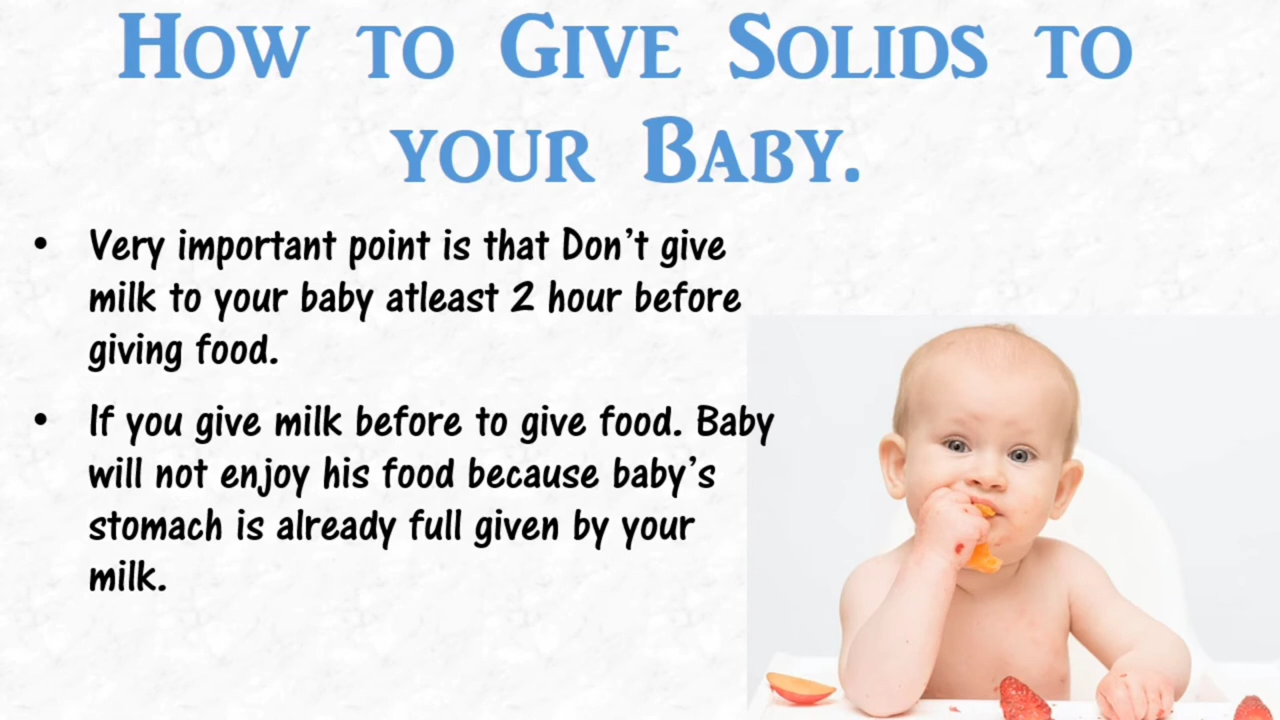 How to Give Solids to
your Baby.
• Very important point is that Don't give
milk to your baby atleast 2 hour before
giving food.
• If you give milk before to give food. Baby
will not enjoy his food because baby's
stomach is already full given by your
milk.